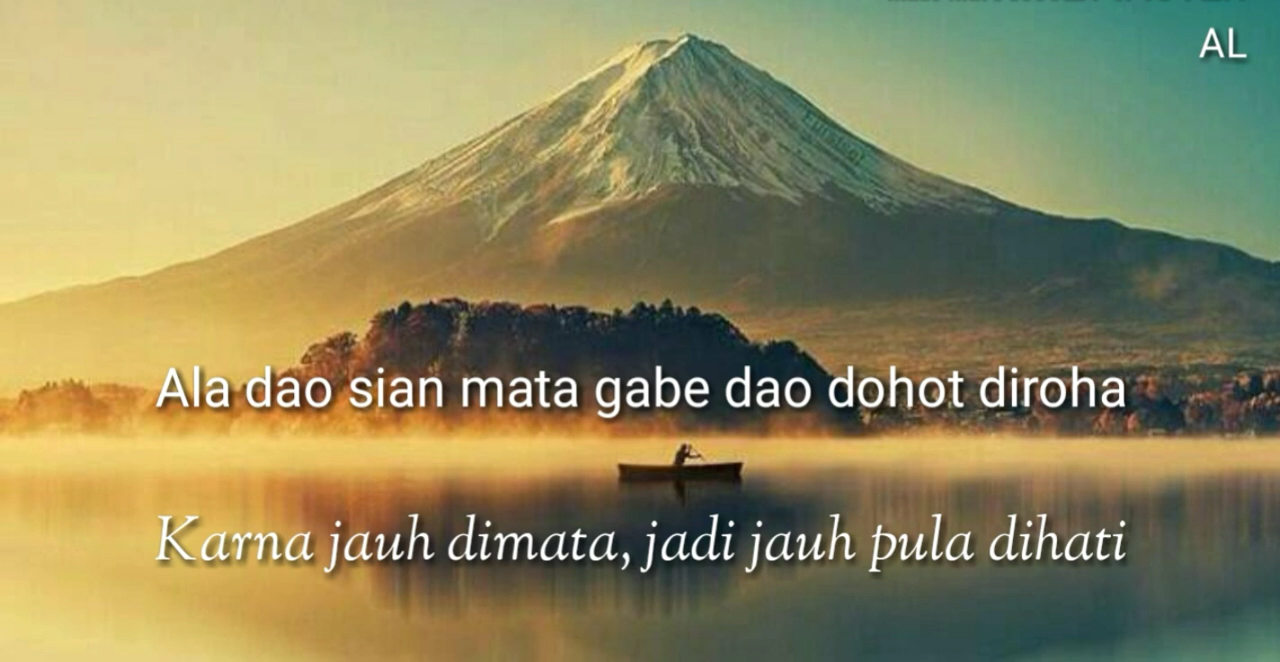 AL
Ala dao sian mata gabe dao dohot diroha
Karna jauh dimata, jadi jauh pula dihati